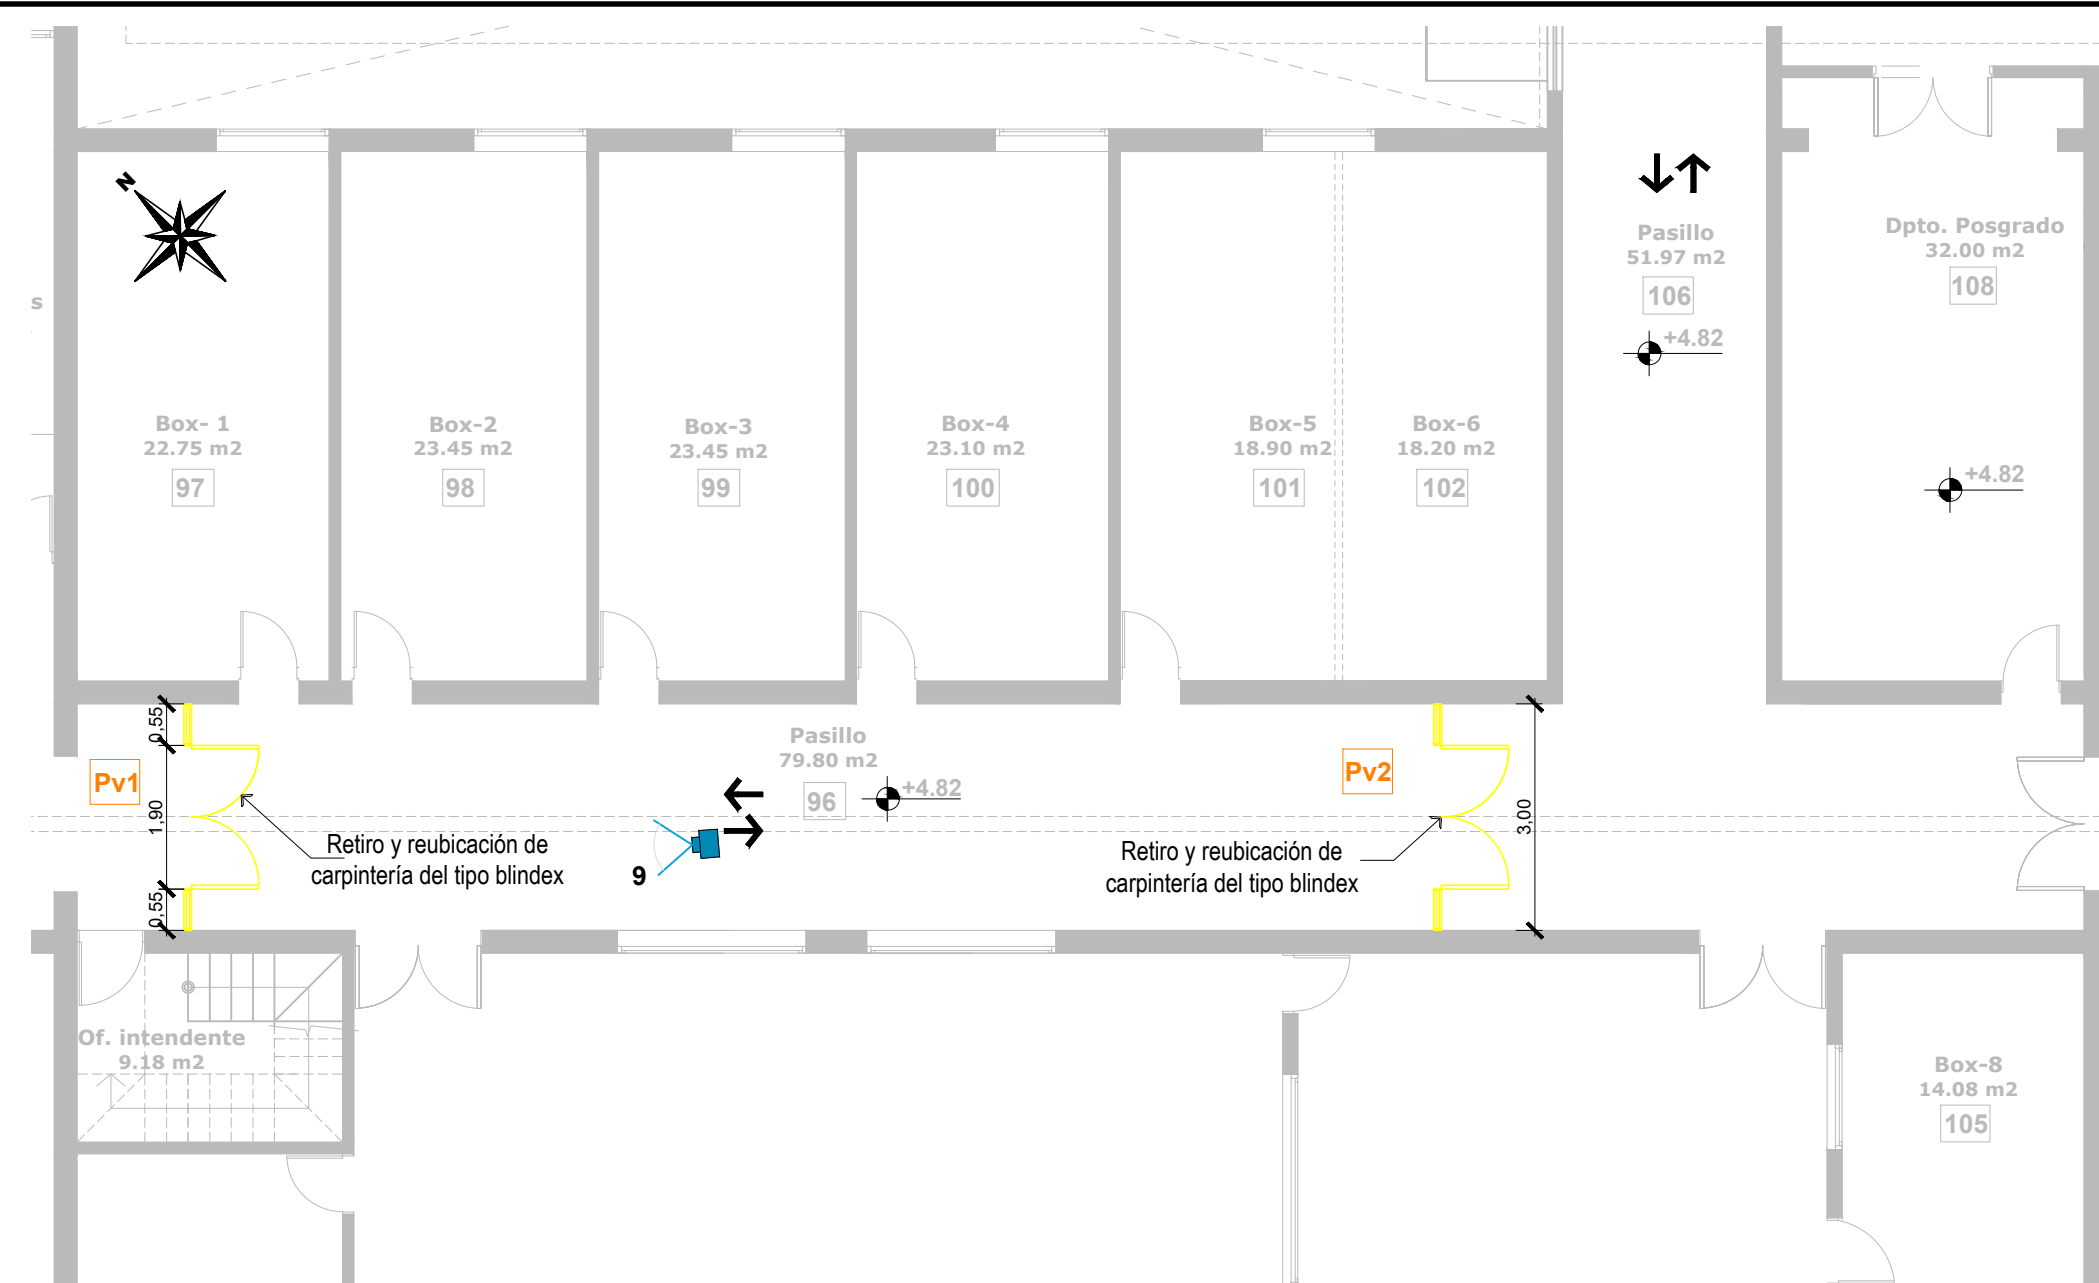 N
s
Pasillo
51.97 m2
106
+4.82
Dpto. Posgrado
32.00 m2
108
+4.82
Box- 1
22.75 m2
97
Box-2
23.45 m2
98
Box-3
23.45 m2
99
Box-4
23.10 m2
100
Box-5
18.90 m2
101
Box-6
18.20 m2
102
0,55
1,90
0,55
Pv1
Retiro y reubicación de
carpintería del tipo blindex
9
Pasillo
79.80 m2
96
+4.82
Pv2
Retiro y reubicación de
carpintería del tipo blindex
3,00
Of. intendente
9.18 m2
Box-8
14.08 m2
105